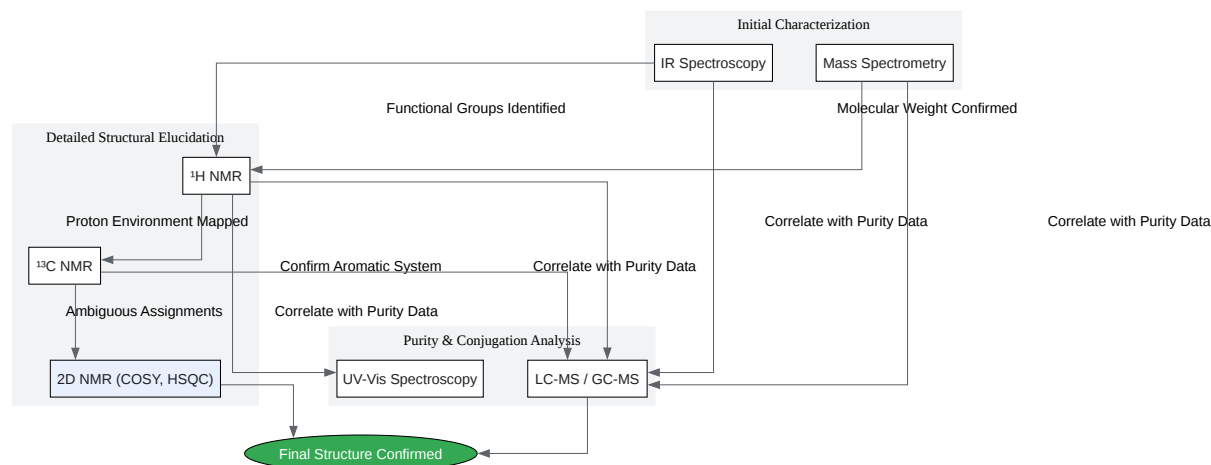 Initial Characterization
IR Spectroscopy
Mass Spectrometry
Functional Groups Identified
Molecular Weight Confirmed
Detailed Structural Elucidation
¹H NMR
Proton Environment Mapped
Correlate with Purity Data
Correlate with Purity Data
¹³C NMR
Confirm Aromatic System
Correlate with Purity Data
Ambiguous Assignments
Correlate with Purity Data
Purity & Conjugation Analysis
2D NMR (COSY, HSQC)
UV-Vis Spectroscopy
LC-MS / GC-MS
Final Structure Confirmed